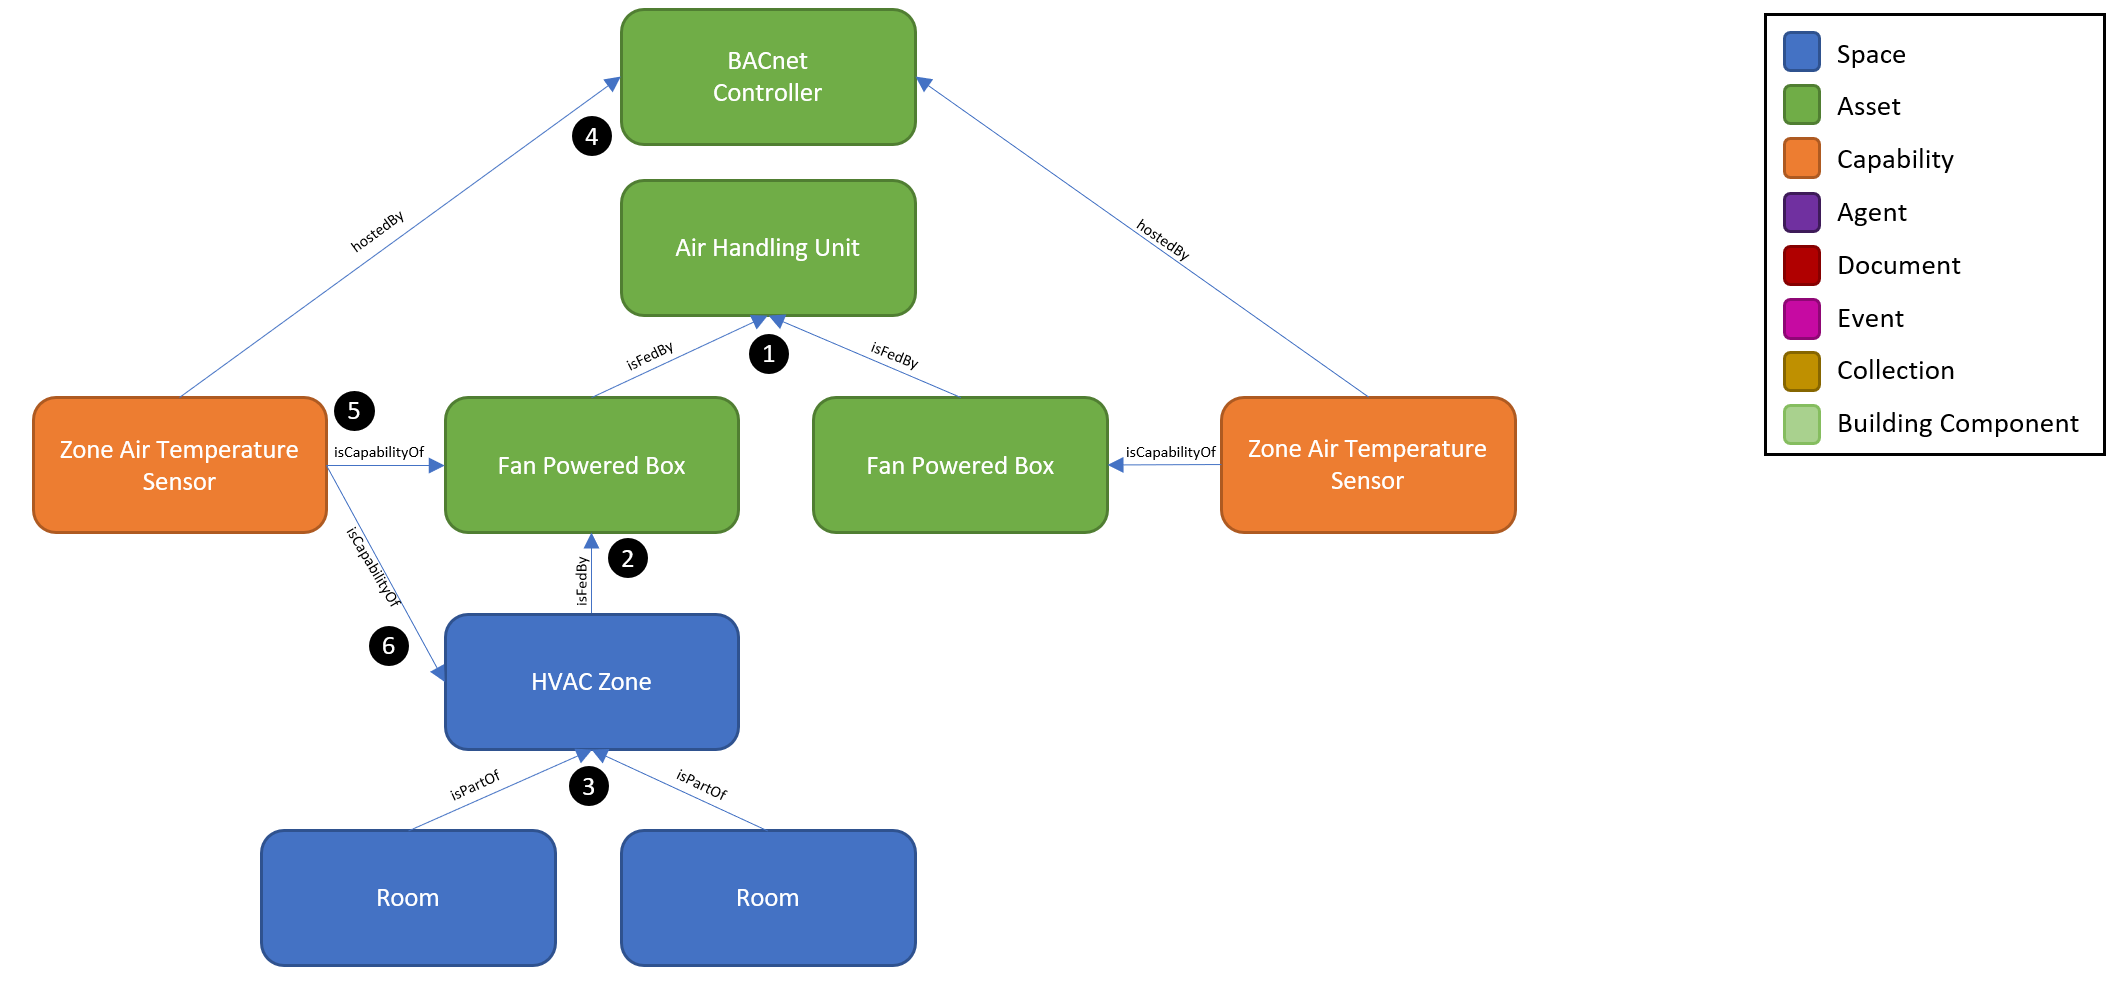 BACnet
Controller
Space
Asset
Capability
Agent
Document
Event
Collection
Building Component
4
Air Handling Unit
hostedBy
hostedBy
1
isFedBy
isFedBy
5
Zone Air Temperature
Sensor
isCapabilityOf
Fan Powered Box
Fan Powered Box
isCapabilityOf
Zone Air Temperature
Sensor
isCapabilityOf
isFedBy
2
6
HVAC Zone
isPartOf
3
isPartOf
Room
Room